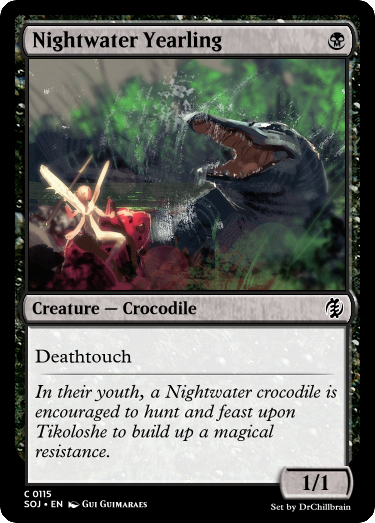 Nightwater Yearling
Creature — Crocodile
Deathtouch
In their youth, a Nightwater crocodile is
encouraged to hunt and feast upon
Tikoloshe to build up a magical
resistance.
1/1
C 0115
SOJ • EN Gui Guimaraes
Set by DrChillbrain